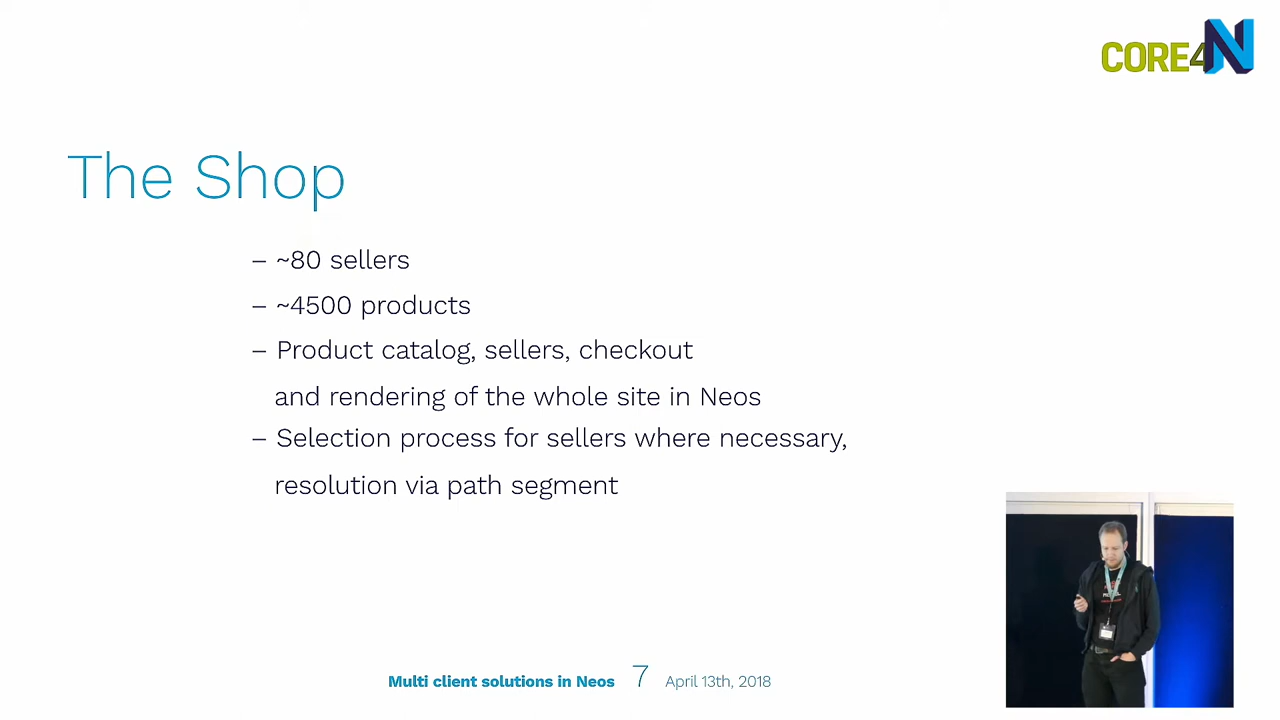 CORE4N
The Shop
– ~80 sellers
– ~4500 products
– Product catalog, sellers, checkout
and rendering of the whole site in Neos
– Selection process for sellers where necessary,
resolution via path segment
Multi client solutions in Neos 7 April 13th, 2018